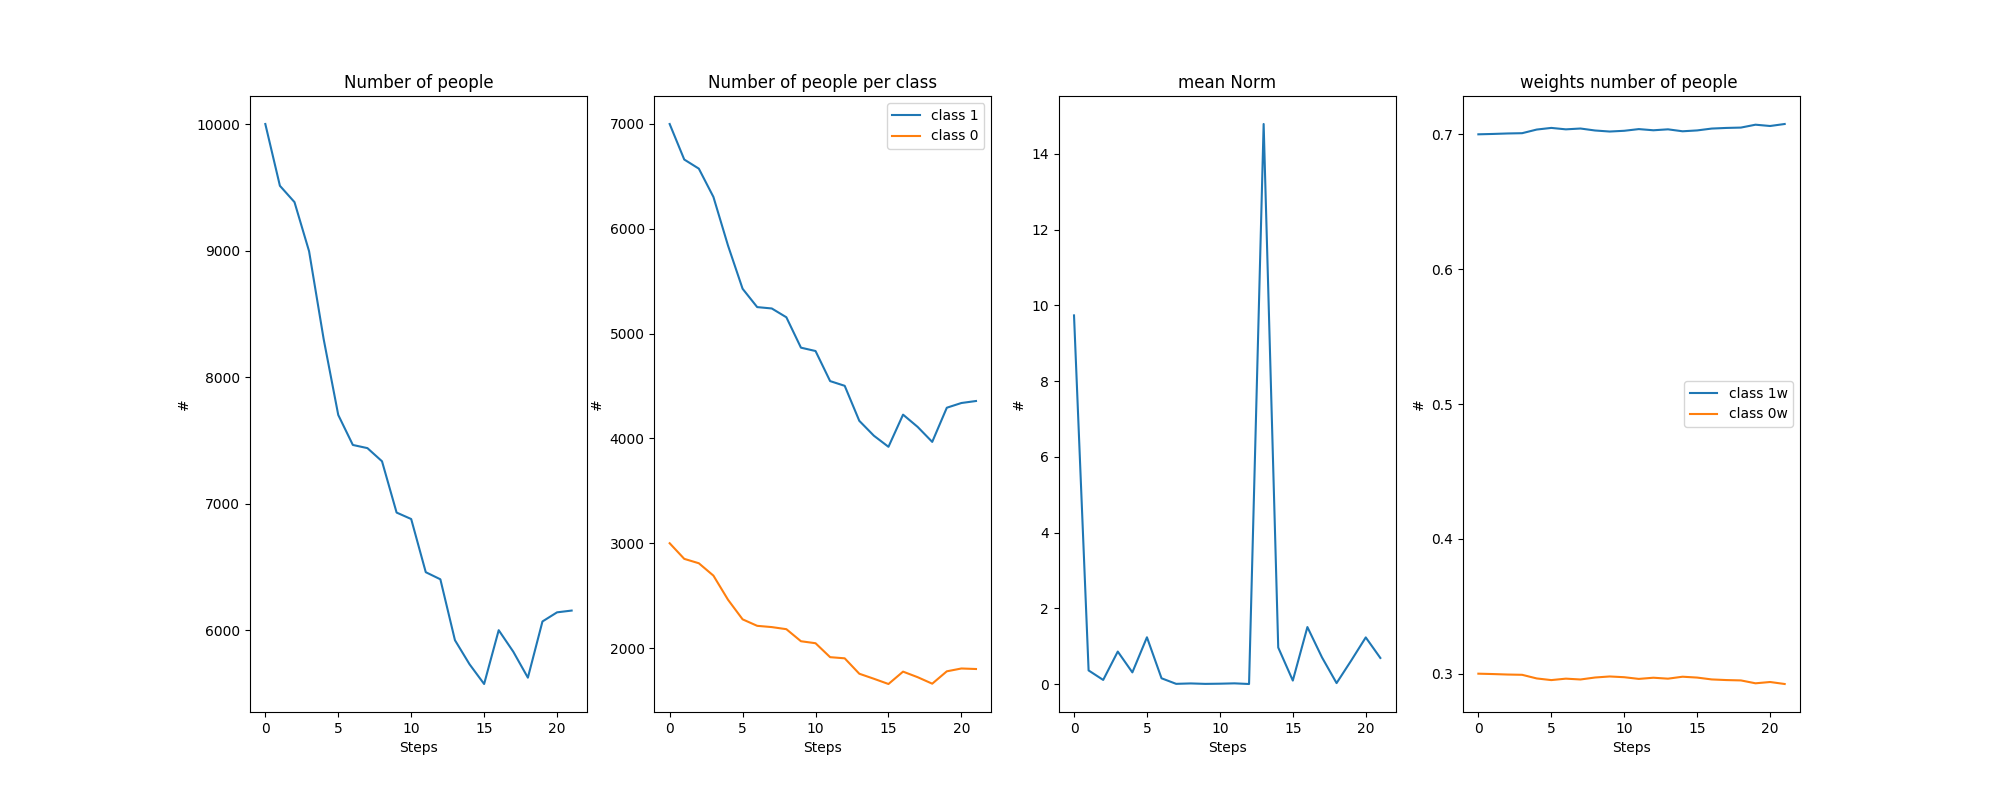 Number of people
10000
9000
8000
7000
6000
#
0 5 10 15 20
Steps
Number of people per class
class 1
class 0
7000
6000
5000
4000
3000
2000
#
0 5 10 15 20
Steps
mean Norm
14
12
10
8
6
4
2
0
#
0 5 10 15 20
Steps
weights number of people
0.7
0.6
0.5
0.4
0.3
#
class 1w
class 0w
0 5 10 15 20
Steps